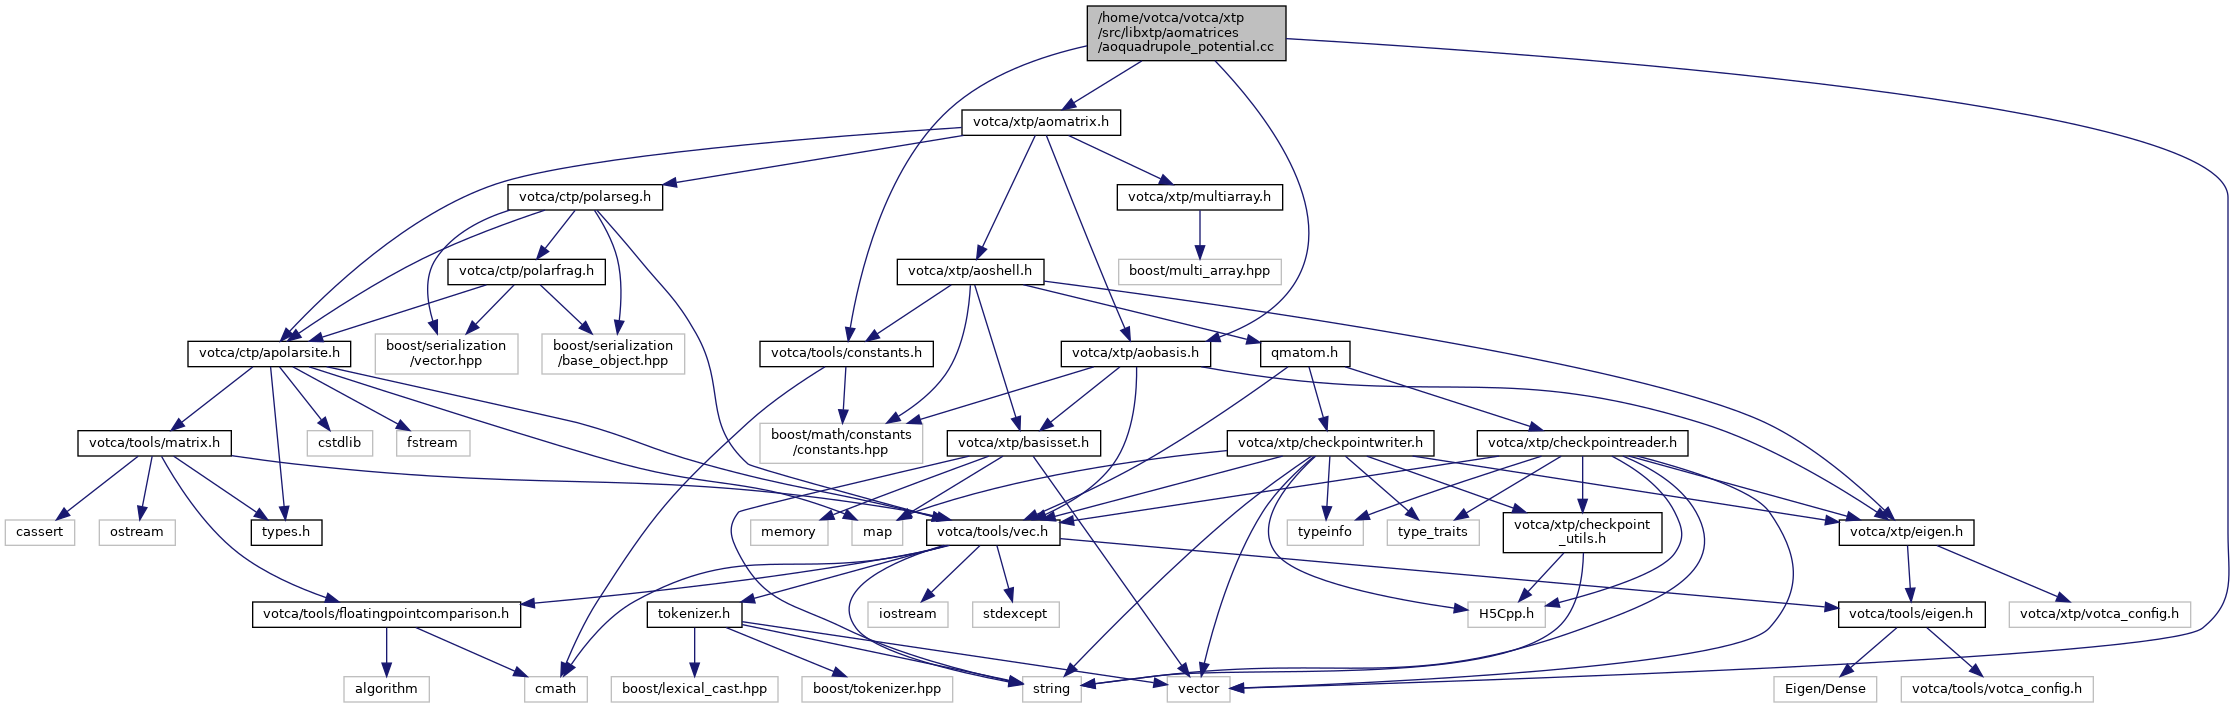 /home/votca/votca/xtp
/src/libxtp/aomatrices
/aoquadrupole_potential.cc
votca/xtp/aomatrix.h
votca/ctp/polarseg.h
votca/xtp/multiarray.h
votca/ctp/polarfrag.h
votca/xtp/aoshell.h
boost/multi_array.hpp
votca/ctp/apolarsite.h
boost/serialization
/vector.hpp
boost/serialization
/base_object.hpp
votca/tools/constants.h
votca/xtp/aobasis.h
qmatom.h
votca/tools/matrix.h
cstdlib
fstream
boost/math/constants
/constants.hpp
votca/xtp/basisset.h
votca/xtp/checkpointwriter.h
votca/xtp/checkpointreader.h
cassert
ostream
types.h
memory
map
votca/tools/vec.h
typeinfo
type_traits
votca/xtp/checkpoint
_utils.h
votca/xtp/eigen.h
votca/tools/floatingpointcomparison.h
tokenizer.h
iostream
stdexcept
H5Cpp.h
votca/tools/eigen.h
votca/xtp/votca_config.h
algorithm
cmath
boost/lexical_cast.hpp
boost/tokenizer.hpp
string
vector
Eigen/Dense
votca/tools/votca_config.h